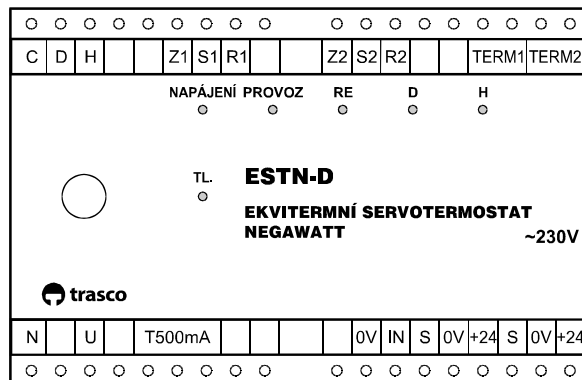 C D H Z1 S1 R1 Z2 S2 R2 TERM1 TERM2
NAPÁJENÍ PROVOZ RE D H
TL. ESTN-D
EKVITERMNÍ SERVOTERMOSTAT
NEGAWATT ~230V
trasco
N U T500mA 0V IN S 0V +24 S 0V +24